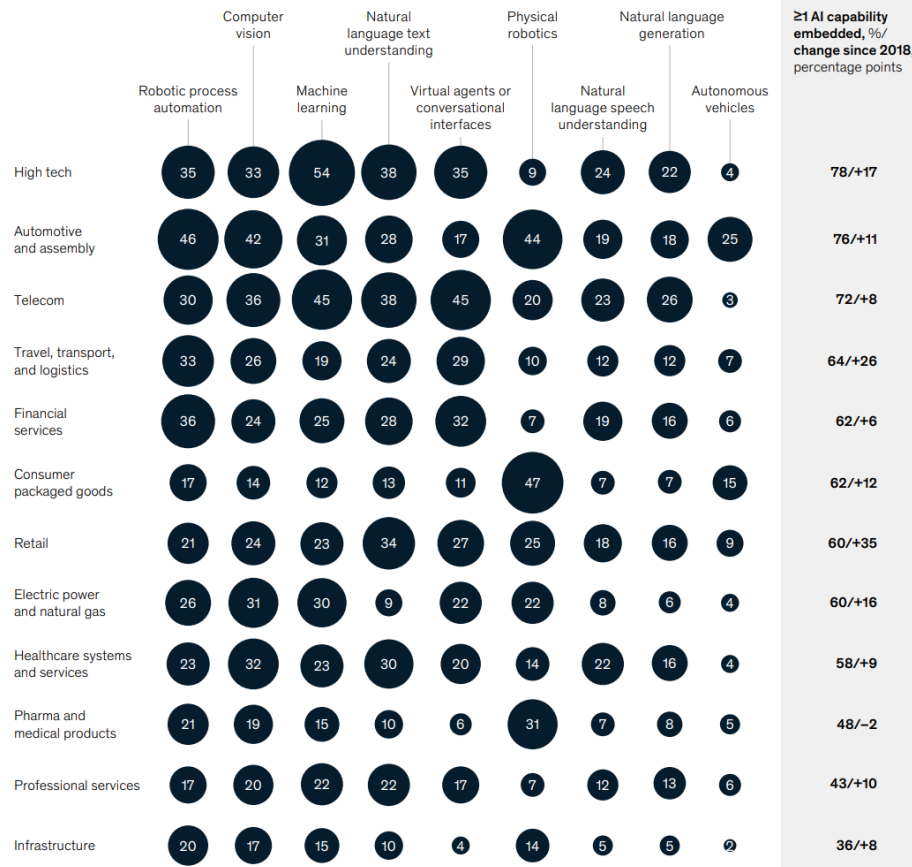 Computer
vision
Natural
language text
understanding
Physical
robotics
Natural language
generation
≥1 AI capability
embedded, %/
change since 2018,
percentage points
Robotic process
automation
Machine
learning
Virtual agents or
conversational
interfaces
Natural
language speech
understanding
Autonomous
vehicles
High tech 35 33 54 38 35 9 24 22 4 78/+17
Automotive
and assembly 46 42 31 28 17 44 19 18 25 76/+11
Telecom 30 36 45 38 45 20 23 26 3 72/+8
Travel, transport,
and logistics 33 26 19 24 29 10 12 12 7 64/+26
Financial
services 36 24 25 28 32 7 19 16 6 62/+6
Consumer
packaged goods 17 14 12 13 11 47 7 7 15 62/+12
Retail 21 24 23 34 27 25 18 16 9 60/+35
Electric power
and natural gas 26 31 30 9 22 22 8 6 4 60/+16
Healthcare systems
and services 23 32 23 30 20 14 22 16 4 58/+9
Pharma and
medical products 21 19 15 10 6 31 7 8 5 48/–2
Professional services 17 20 22 22 17 7 12 13 6 43/+10
Infrastructure 20 17 15 10 4 14 5 5 2 36/+8